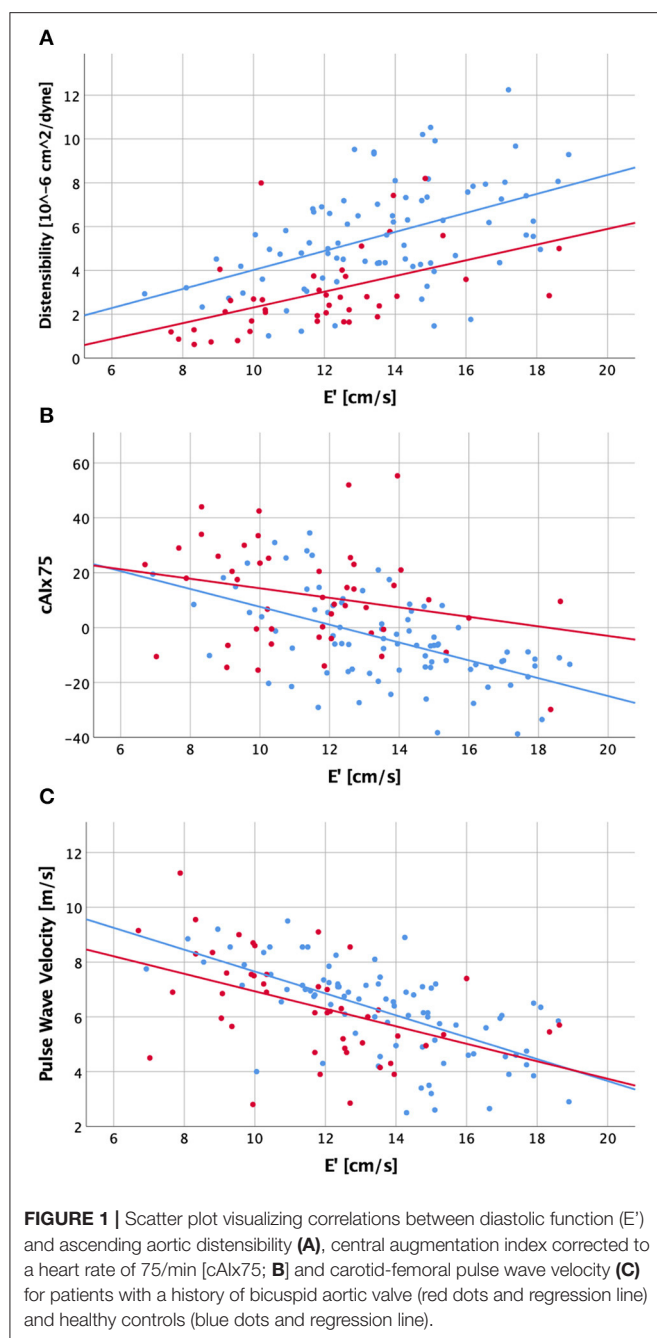 A
Distensibility [10^-6 cm^2/dyne]
12
10
8
6
4
2
0
6 8 10 12 14 16 18 20
E' [cm/s]
B
cAIx75
60
40
20
0
-20
-40
6 8 10 12 14 16 18 20
E' [cm/s]
C
Pulse Wave Velocity [m/s]
12
10
8
6
4
2
6 8 10 12 14 16 18 20
E' [cm/s]
FIGURE 1 | Scatter plot visualizing correlations between diastolic function (E')
and ascending aortic distensibility (A), central augmentation index corrected to
a heart rate of 75/min [cAIx75; B] and carotid-femoral pulse wave velocity (C)
for patients with a history of bicuspid aortic valve (red dots and regression line)
and healthy controls (blue dots and regression line).